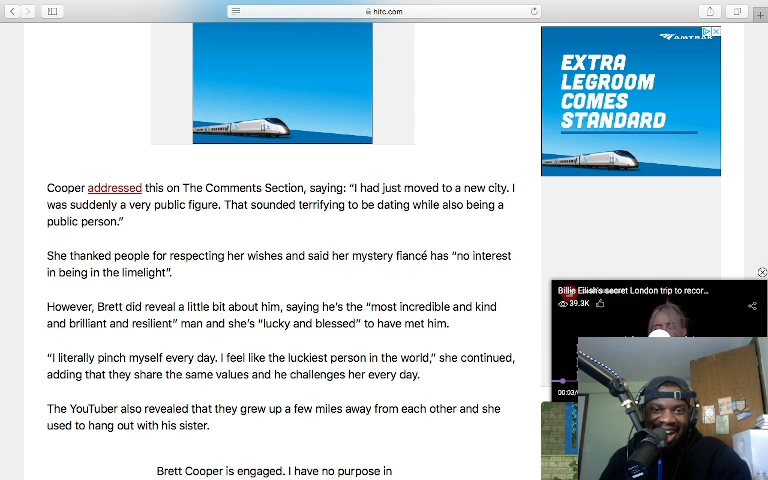 hitc.com
AMTRAK
EXTRA
LEGROOM
COMES
STANDARD
Cooper addressed this on The Comments Section, saying: “I had just moved to a new city. I
was suddenly a very public figure. That sounded terrifying to be dating while also being a
public person.”
She thanked people for respecting her wishes and said her mystery fiancé has “no interest
in being in the limelight”.
However, Brett did reveal a little bit about him, saying he’s the “most incredible and kind
and brilliant and resilient” man and she’s “lucky and blessed” to have met him.
“I literally pinch myself every day. I feel like the luckiest person in the world,” she continued,
adding that they share the same values and he challenges her every day.
The YouTuber also revealed that they grew up a few miles away from each other and she
used to hang out with his sister.
Brett Cooper is engaged. I have no purpose in
Billie Eilish's secret London trip to recor...
39.3K
00:03/